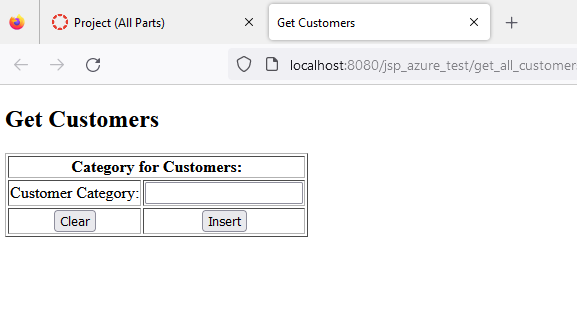 Project (All Parts)
Get Customers
localhost:8080/jsp_azure_test/get_all_customer
Get Customers
Category for Customers:
Customer Category:
Clear
Insert